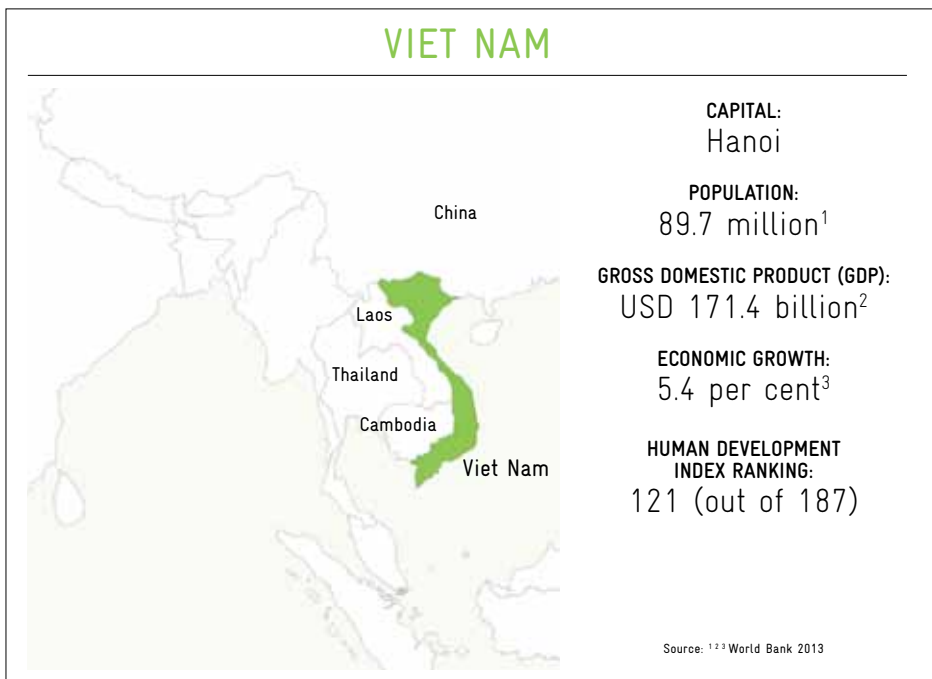 VIET NAM
China
Laos
Thailand
Cambodia
Viet Nam
CAPITAL:
Hanoi
POPULATION:
89.7 million¹
GROSS DOMESTIC PRODUCT (GDP):
USD 171.4 billion²
ECONOMIC GROWTH:
5.4 per cent³
HUMAN DEVELOPMENT
INDEX RANKING:
121 (out of 187)
Source: ¹ ² ³ World Bank 2013